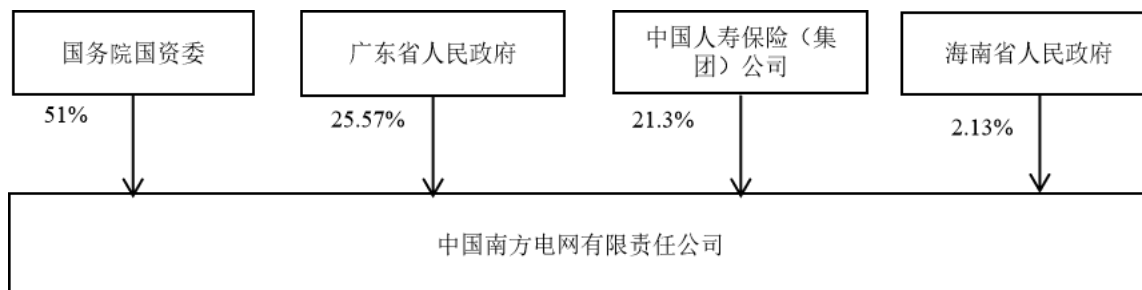 国务院国资委
广东省人民政府
中国人寿保险（集
团）公司
海南省人民政府
51%
25.57%
21.3%
2.13%
中国南方电网有限责任公司